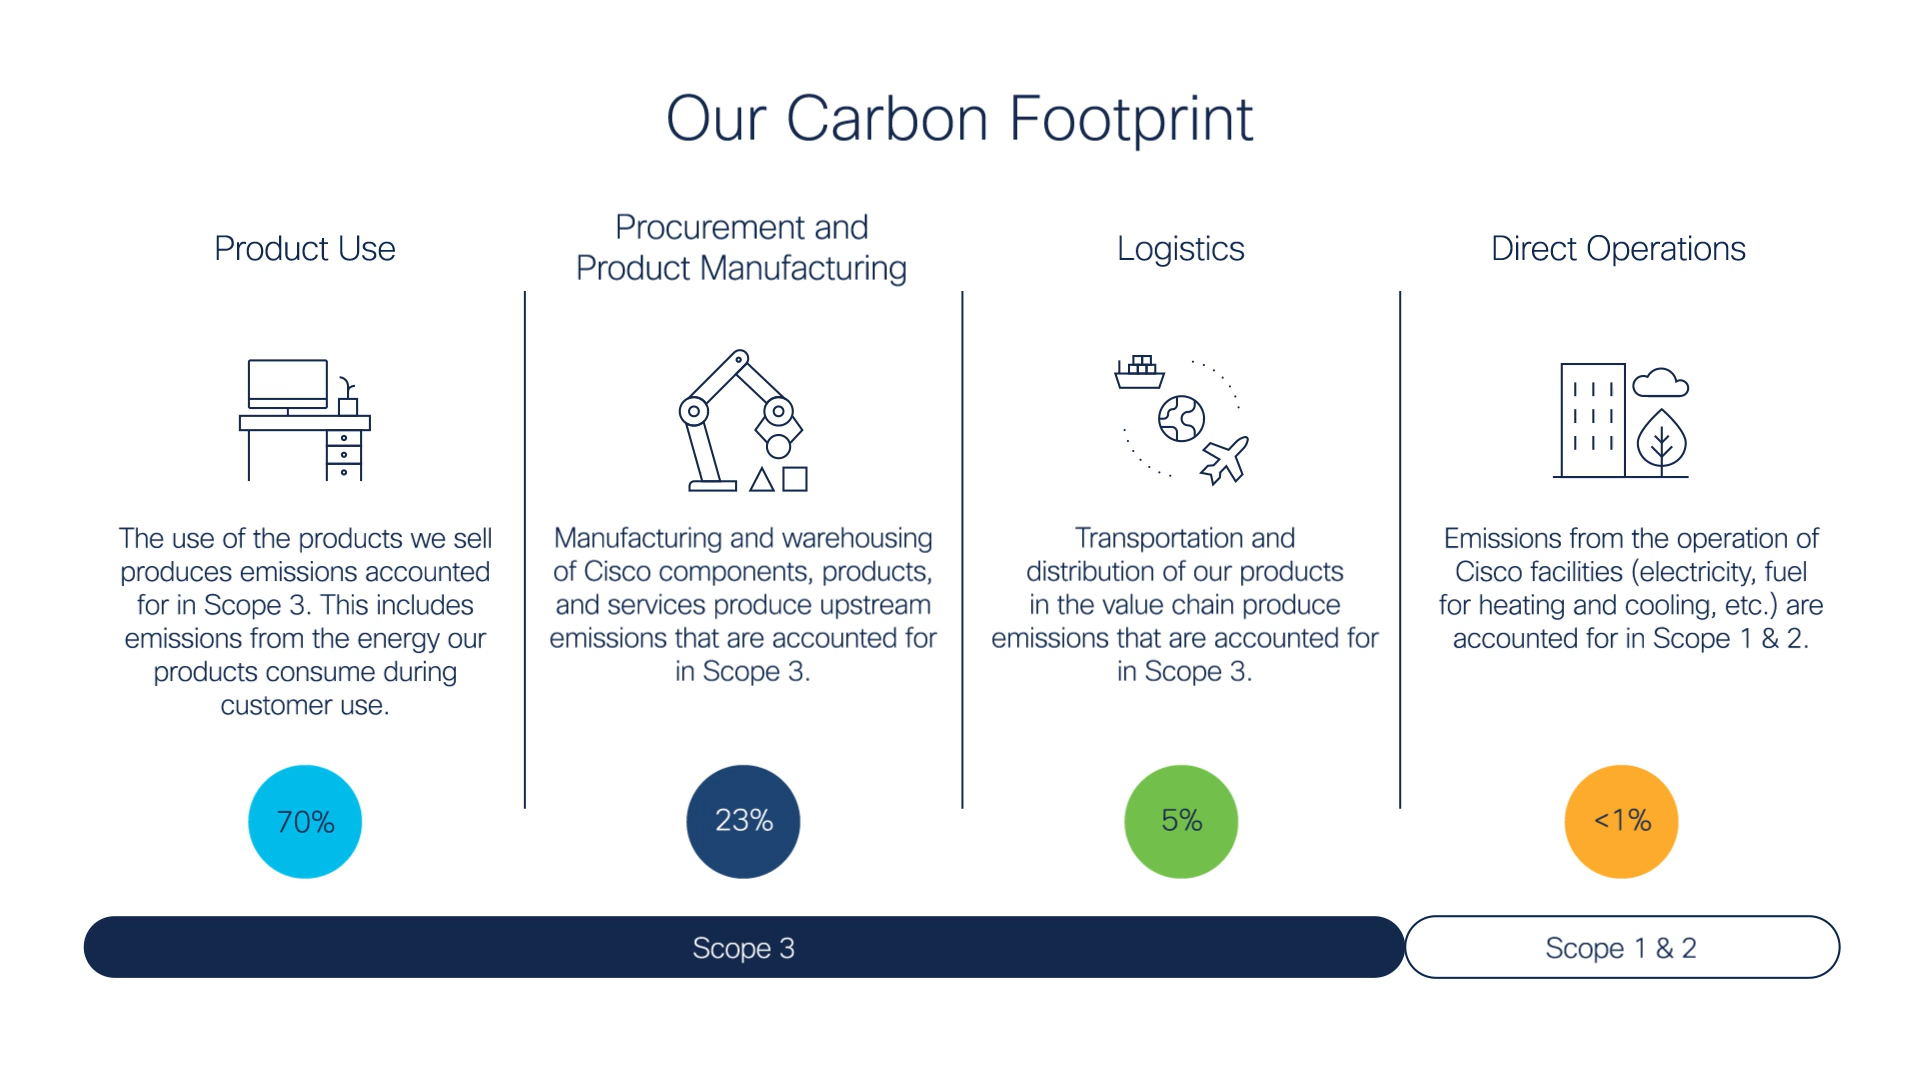 Our Carbon Footprint
Product Use
The use of the products we sell
produces emissions accounted
for in Scope 3. This includes
emissions from the energy our
products consume during
customer use.
70%
Procurement and
Product Manufacturing
Manufacturing and warehousing
of Cisco components, products,
and services produce upstream
emissions that are accounted for
in Scope 3.
23%
Logistics
Transportation and
distribution of our products
in the value chain produce
emissions that are accounted for
in Scope 3.
5%
Direct Operations
Emissions from the operation of
Cisco facilities (electricity, fuel
for heating and cooling, etc.) are
accounted for in Scope 1 & 2.
<1%
Scope 3
Scope 1 & 2